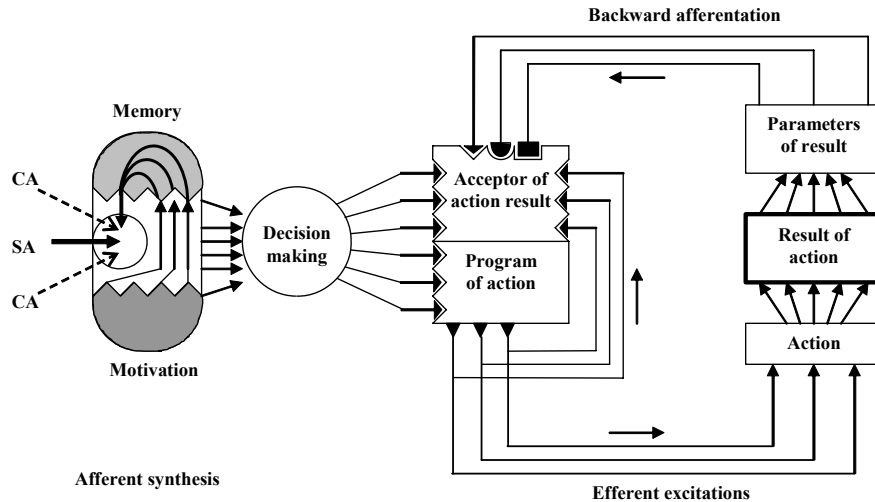 Backward afferentation
Memory
CA
SA
CA
Motivation
Afferent synthesis
Decision
making
Acceptor of
action result
Program
of action
Parameters
of result
Result of
action
Action
Efferent excitations